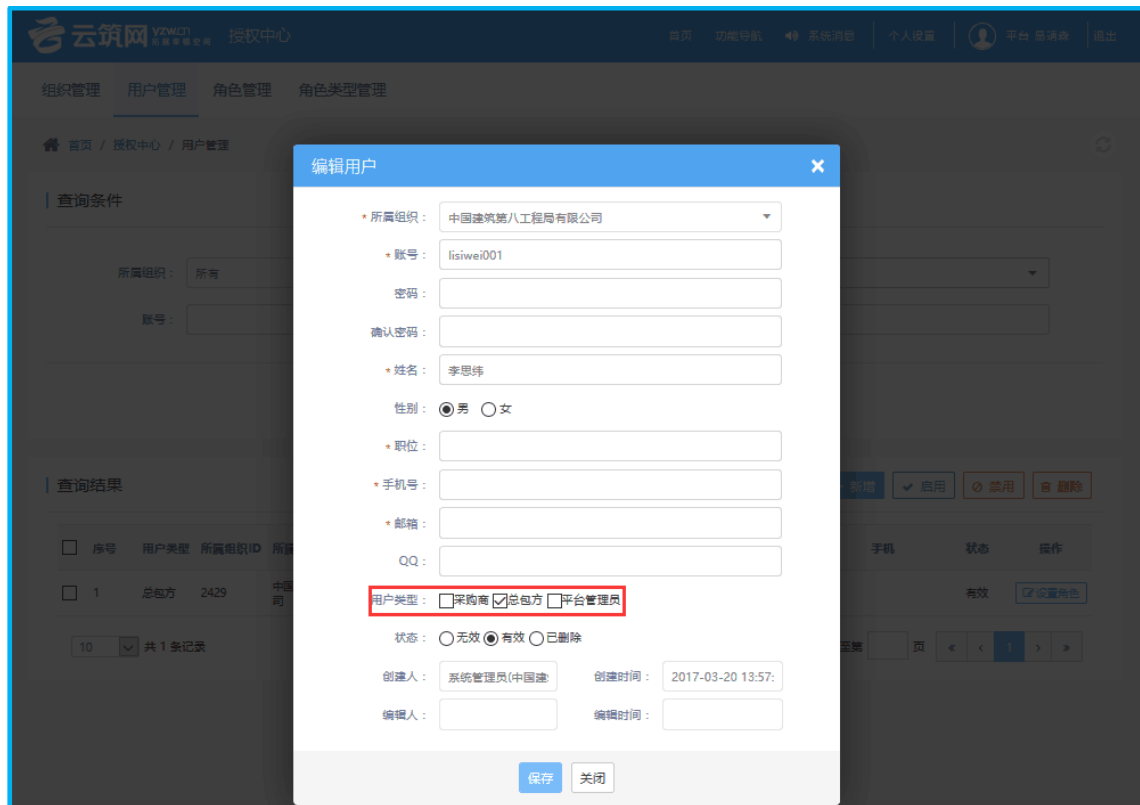 云筑网 yzw.cn 拓展幸福空间 授权中心 首页 功能导航 系统消息 个人设置 退出
组织管理 用户管理 角色管理 角色类型管理
首页 / 授权中心 / 用户管理
编辑用户
查询条件
* 所属组织: 中国建筑第八工程局有限公司
* 账号: lisiwei001
所属组织: 所有
密码:
账号:
确认密码:
* 姓名: 李思纬
性别: 男 女
* 职位:
查询结果
* 手机号: 新增 启用 禁用 删除
* 邮箱:
序号 用户类型 所属组织ID 手机 状态 操作
QQ:
1 总包方 2429 有效 设置角色
用户类型: 采购商 总包方 平台管理员
状态: 无效 有效 已删除
10 共 1 条记录 页 « ‹ 1 › »
创建人: 系统管理员(中国建 创建时间: 2017-03-20 13:57:
编辑人: 编辑时间:
保存 关闭